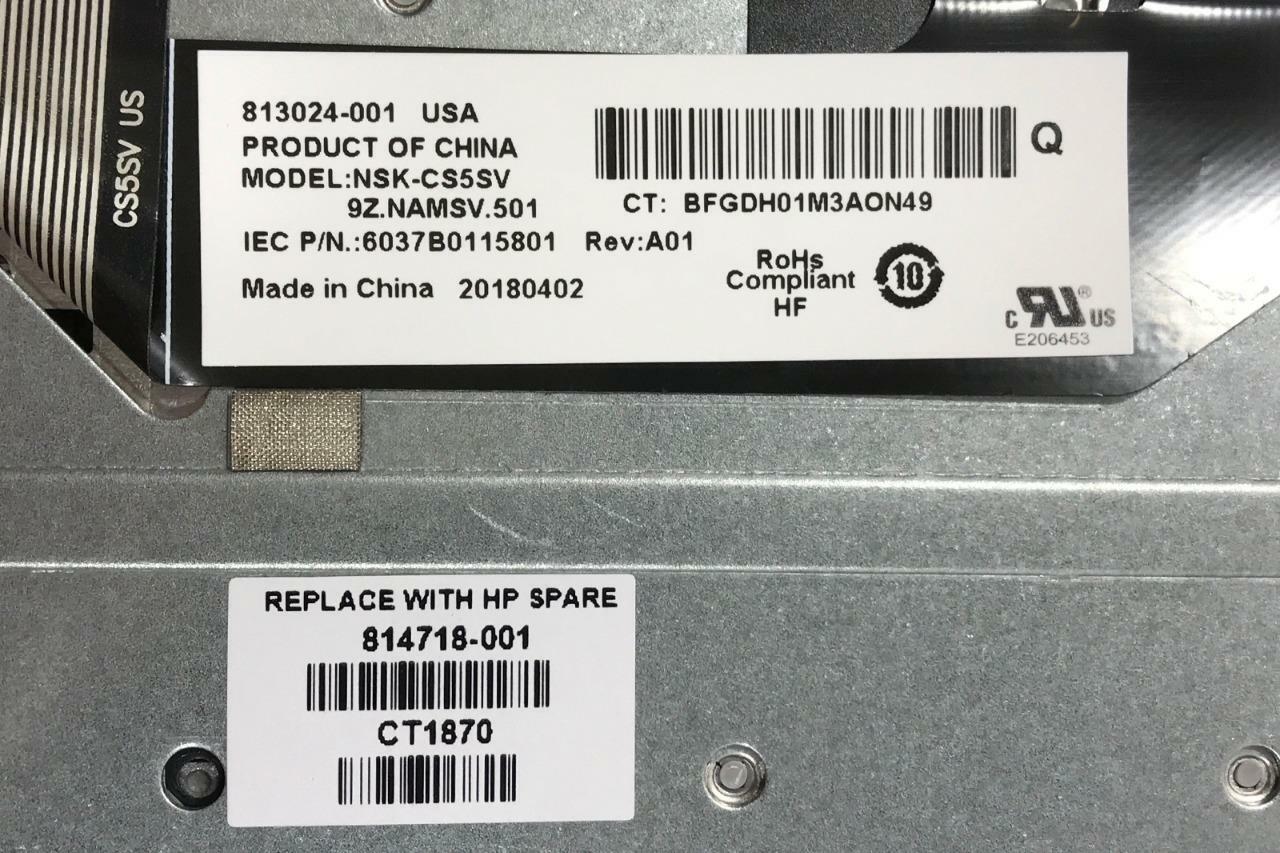 CS5SV US
813024-001 USA
PRODUCT OF CHINA
MODEL:NSK-CS5SV
9Z.NAMSV.501
IEC P/N.:6037B0115801 Rev:A01
Made in China 20180402
Q
CT: BFGDH01M3AON49
RoHs
Compliant
HF
10
c RU ® US
E206453
REPLACE WITH HP SPARE
814718-001
CT1870